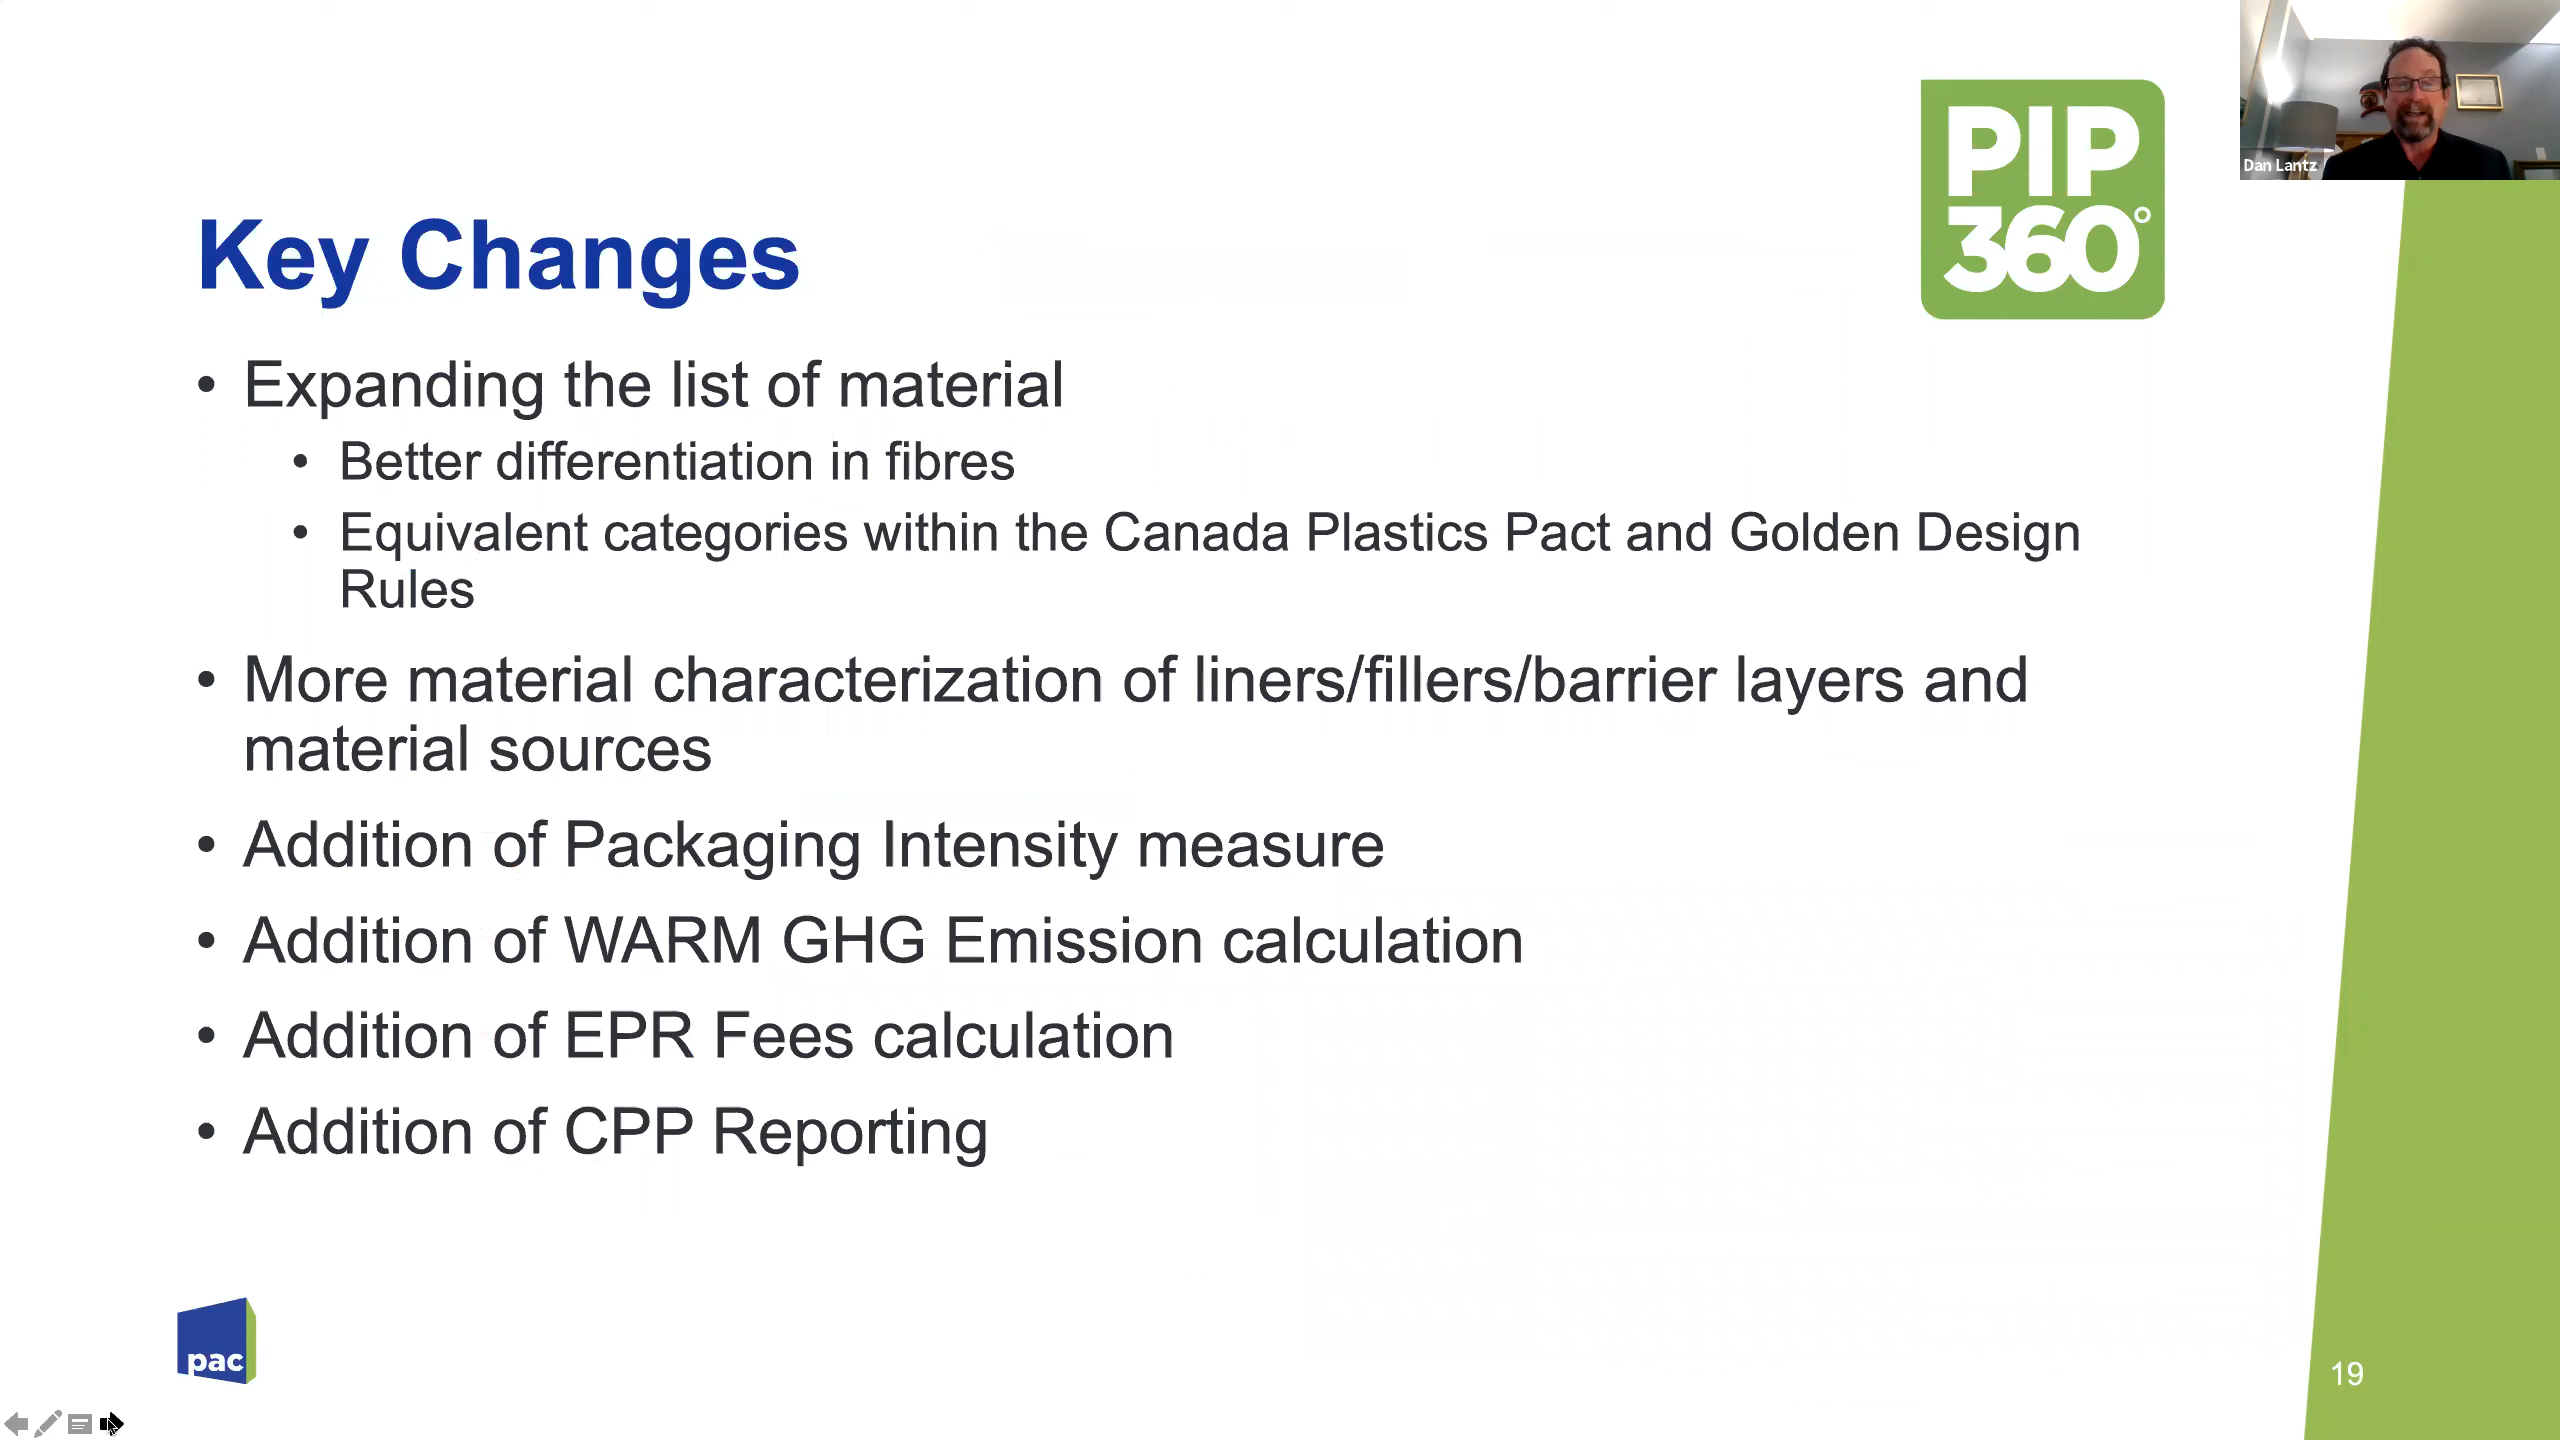 PIP
360°
Dan Lantz
Key Changes
• Expanding the list of material
• Better differentiation in fibres
• Equivalent categories within the Canada Plastics Pact and Golden Design
Rules
• More material characterization of liners/fillers/barrier layers and
material sources
• Addition of Packaging Intensity measure
• Addition of WARM GHG Emission calculation
• Addition of EPR Fees calculation
• Addition of CPP Reporting
pac
19